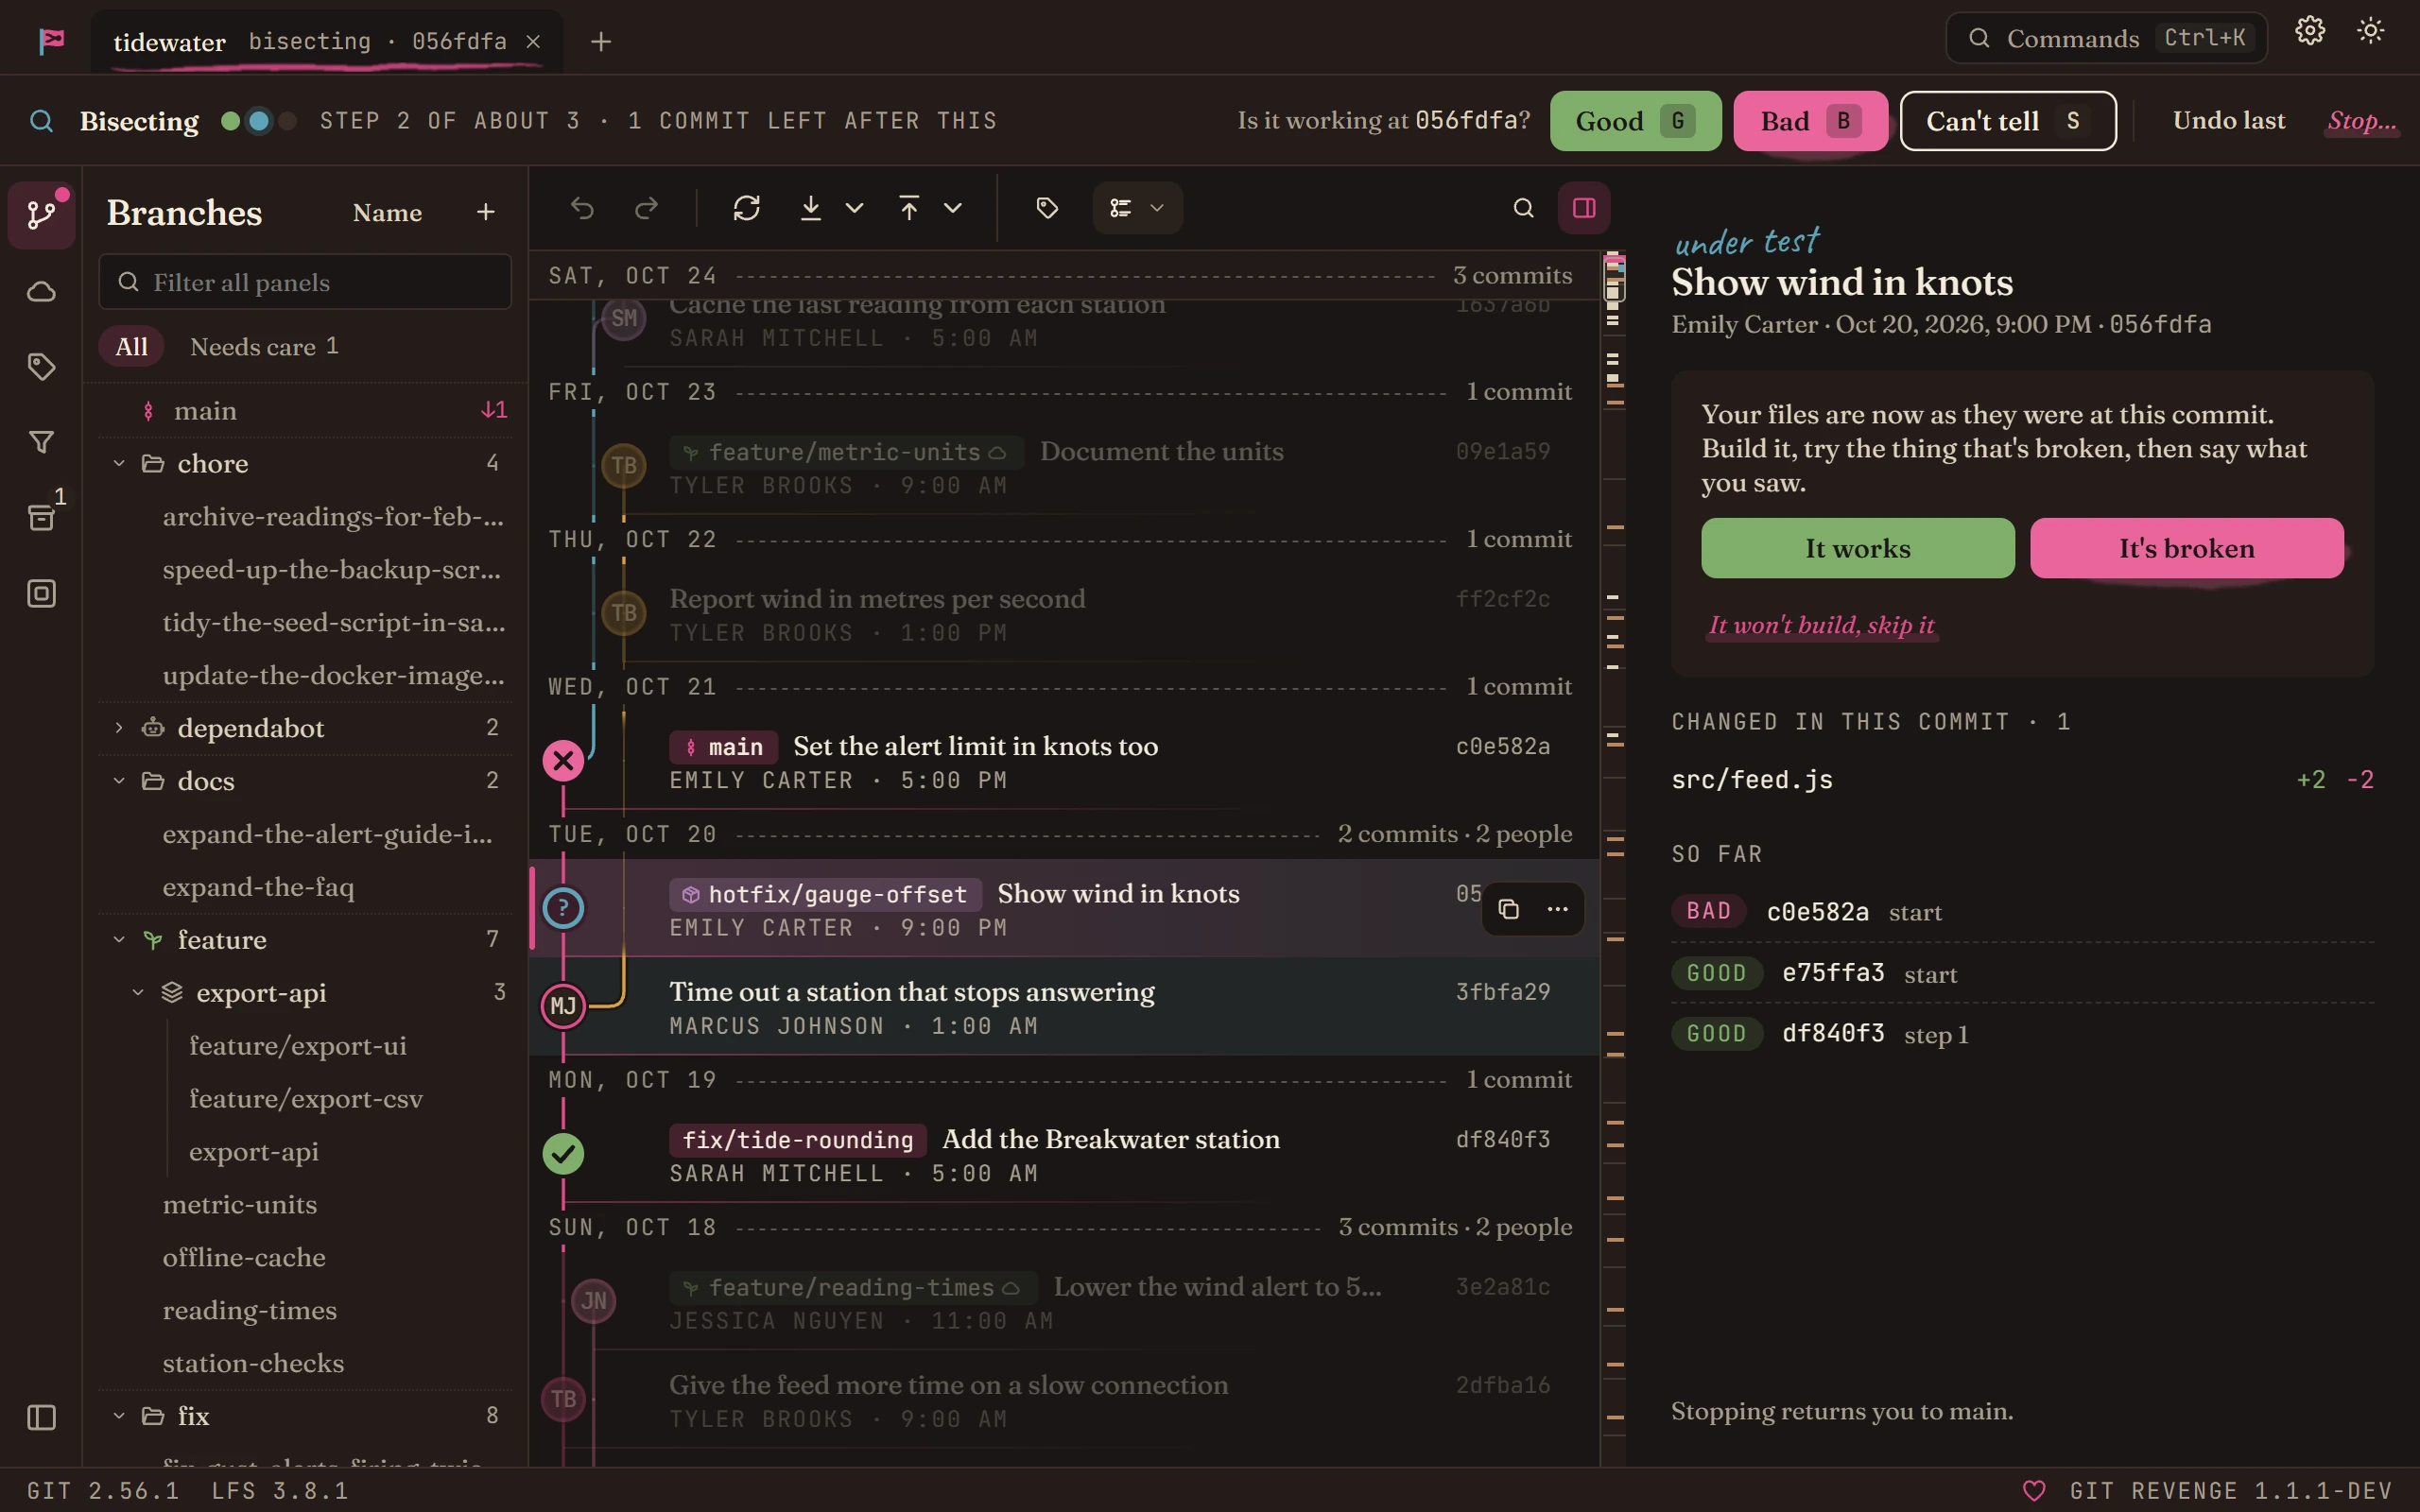 tidewater bisecting · 056fdfa
Commands Ctrl+K
Bisecting STEP 2 OF ABOUT 3 · 1 COMMIT LEFT AFTER THIS
Is it working at 056fdfa? Good G Bad B Can't tell S Undo last Stop...
Branches Name
Filter all panels
All Needs care 1
1
main ↓1
chore 4
archive-readings-for-feb-...
speed-up-the-backup-scr...
tidy-the-seed-script-in-sa...
update-the-docker-image...
dependabot 2
docs 2
expand-the-alert-guide-i...
expand-the-faq
feature 7
export-api 3
feature/export-ui
feature/export-csv
export-api
metric-units
offline-cache
reading-times
station-checks
fix 8
SAT, OCT 24 3 commits
SM Cache the last reading from each station 1637a6b
SARAH MITCHELL · 5:00 AM
FRI, OCT 23 1 commit
TB feature/metric-units Document the units 09e1a59
TYLER BROOKS · 9:00 AM
THU, OCT 22 1 commit
TB Report wind in metres per second ff2cf2c
TYLER BROOKS · 1:00 PM
WED, OCT 21 1 commit
main Set the alert limit in knots too c0e582a
EMILY CARTER · 5:00 PM
TUE, OCT 20 2 commits · 2 people
? hotfix/gauge-offset Show wind in knots 05
EMILY CARTER · 9:00 PM
MJ Time out a station that stops answering 3fbfa29
MARCUS JOHNSON · 1:00 AM
MON, OCT 19 1 commit
fix/tide-rounding Add the Breakwater station df840f3
SARAH MITCHELL · 5:00 AM
SUN, OCT 18 3 commits · 2 people
JN feature/reading-times Lower the wind alert to 5... 3e2a81c
JESSICA NGUYEN · 11:00 AM
TB Give the feed more time on a slow connection 2dfba16
TYLER BROOKS · 9:00 AM
under test
Show wind in knots
Emily Carter · Oct 20, 2026, 9:00 PM · 056fdfa
Your files are now as they were at this commit.
Build it, try the thing that's broken, then say what
you saw.
It works It's broken
It won't build, skip it
CHANGED IN THIS COMMIT · 1
src/feed.js +2 -2
SO FAR
BAD c0e582a start
GOOD e75ffa3 start
GOOD df840f3 step 1
Stopping returns you to main.
GIT 2.56.1 LFS 3.8.1
GIT REVENGE 1.1.1-DEV